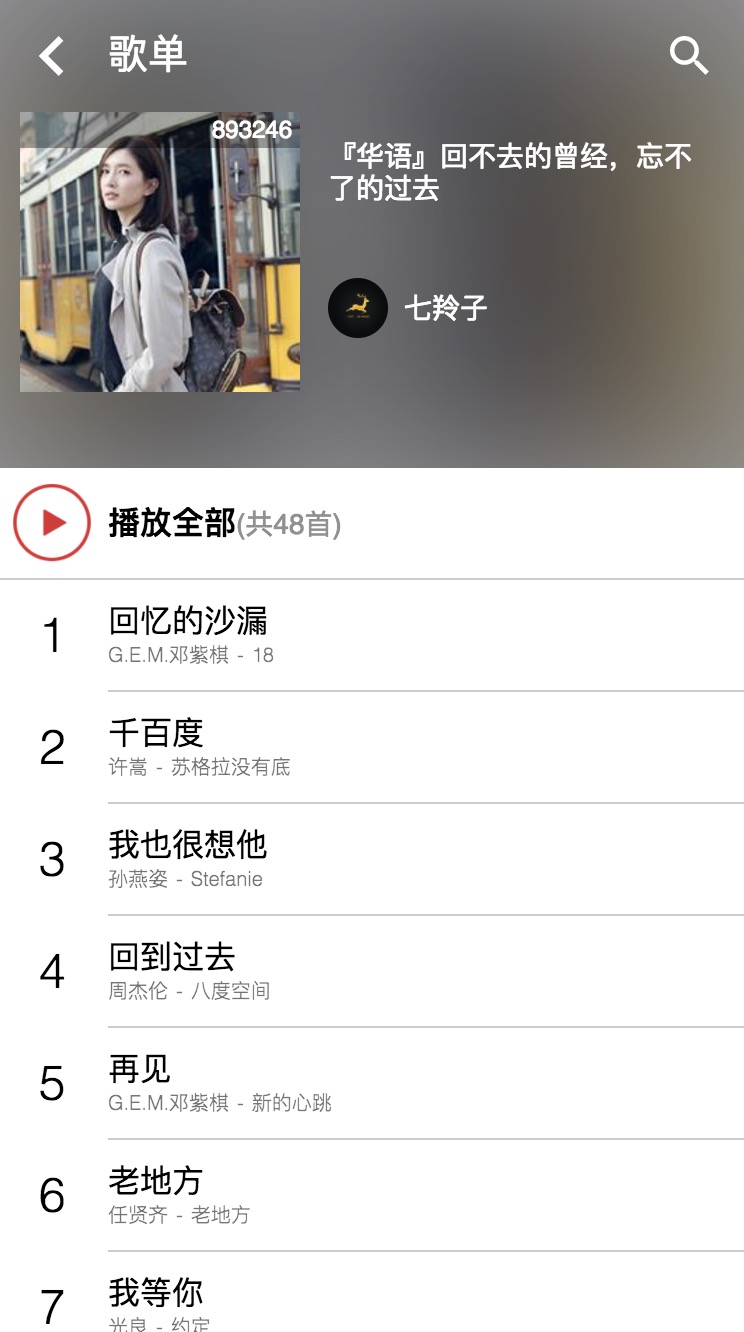 歌单
893246
『华语』回不去的曾经，忘不
了的过去
七羚子
播放全部(共48首)
1
回忆的沙漏
G.E.M.邓紫棋 - 18
2
千百度
许嵩 - 苏格拉没有底
3
我也很想他
孙燕姿 - Stefanie
4
回到过去
周杰伦 - 八度空间
5
再见
G.E.M.邓紫棋 - 新的心跳
6
老地方
任贤齐 - 老地方
7
我等你
光良 - 约定